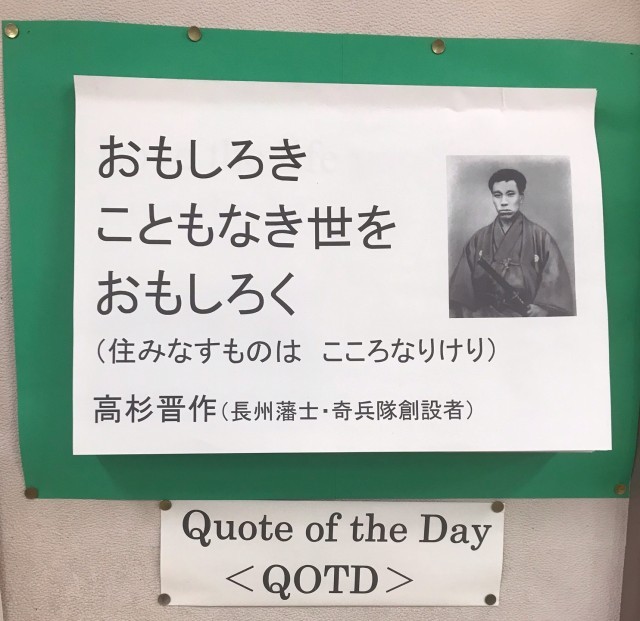 おもしろき
こともなき世を
おもしろく
（住みなすものは　こころなりけり）
高杉晋作（長州藩士・奇兵隊創設者）
Quote of the Day
＜QOTD＞